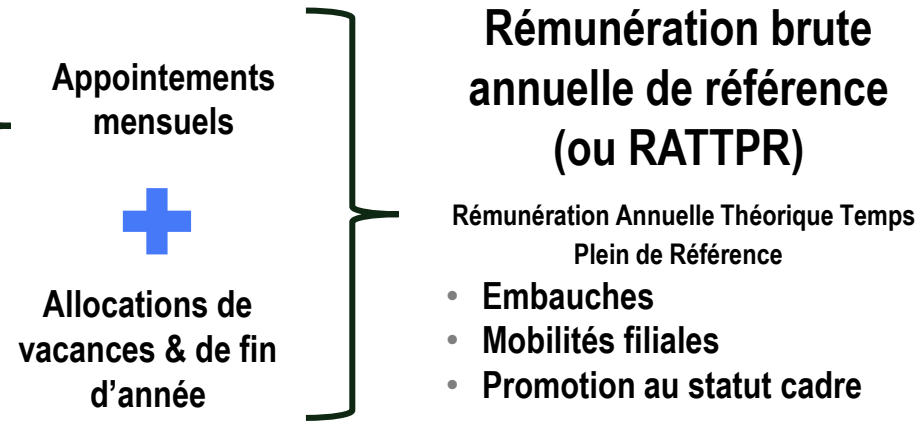 Appointements
mensuels
Allocations de
vacances & de fin
d’année
Rémunération brute
annuelle de référence
(ou RATTPR)
Rémunération Annuelle Théorique Temps
Plein de Référence
• Embauches
• Mobilités filiales
• Promotion au statut cadre